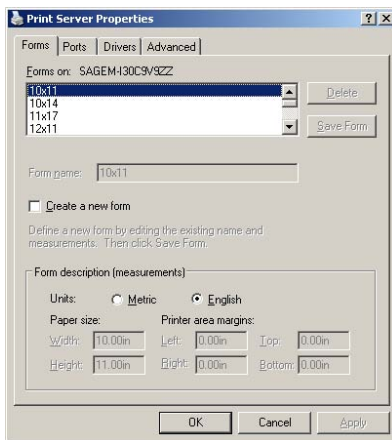 Print Server Properties
Forms Ports Drivers Advanced
Forms on: SAGEM-I30C9V9ZZ
10x11
10x14
11x17
12x11
Delete
Save Form
Form name: 10x11
Create a new form
Define a new form by editing the existing name and
measurements. Then click Save Form.
Form description (measurements)
Units: Metric English
Paper size: Printer area margins:
Width: 10.00in Left: 0.00in Top: 0.00in
Height: 11.00in Right: 0.00in Bottom: 0.00in
OK Cancel Apply